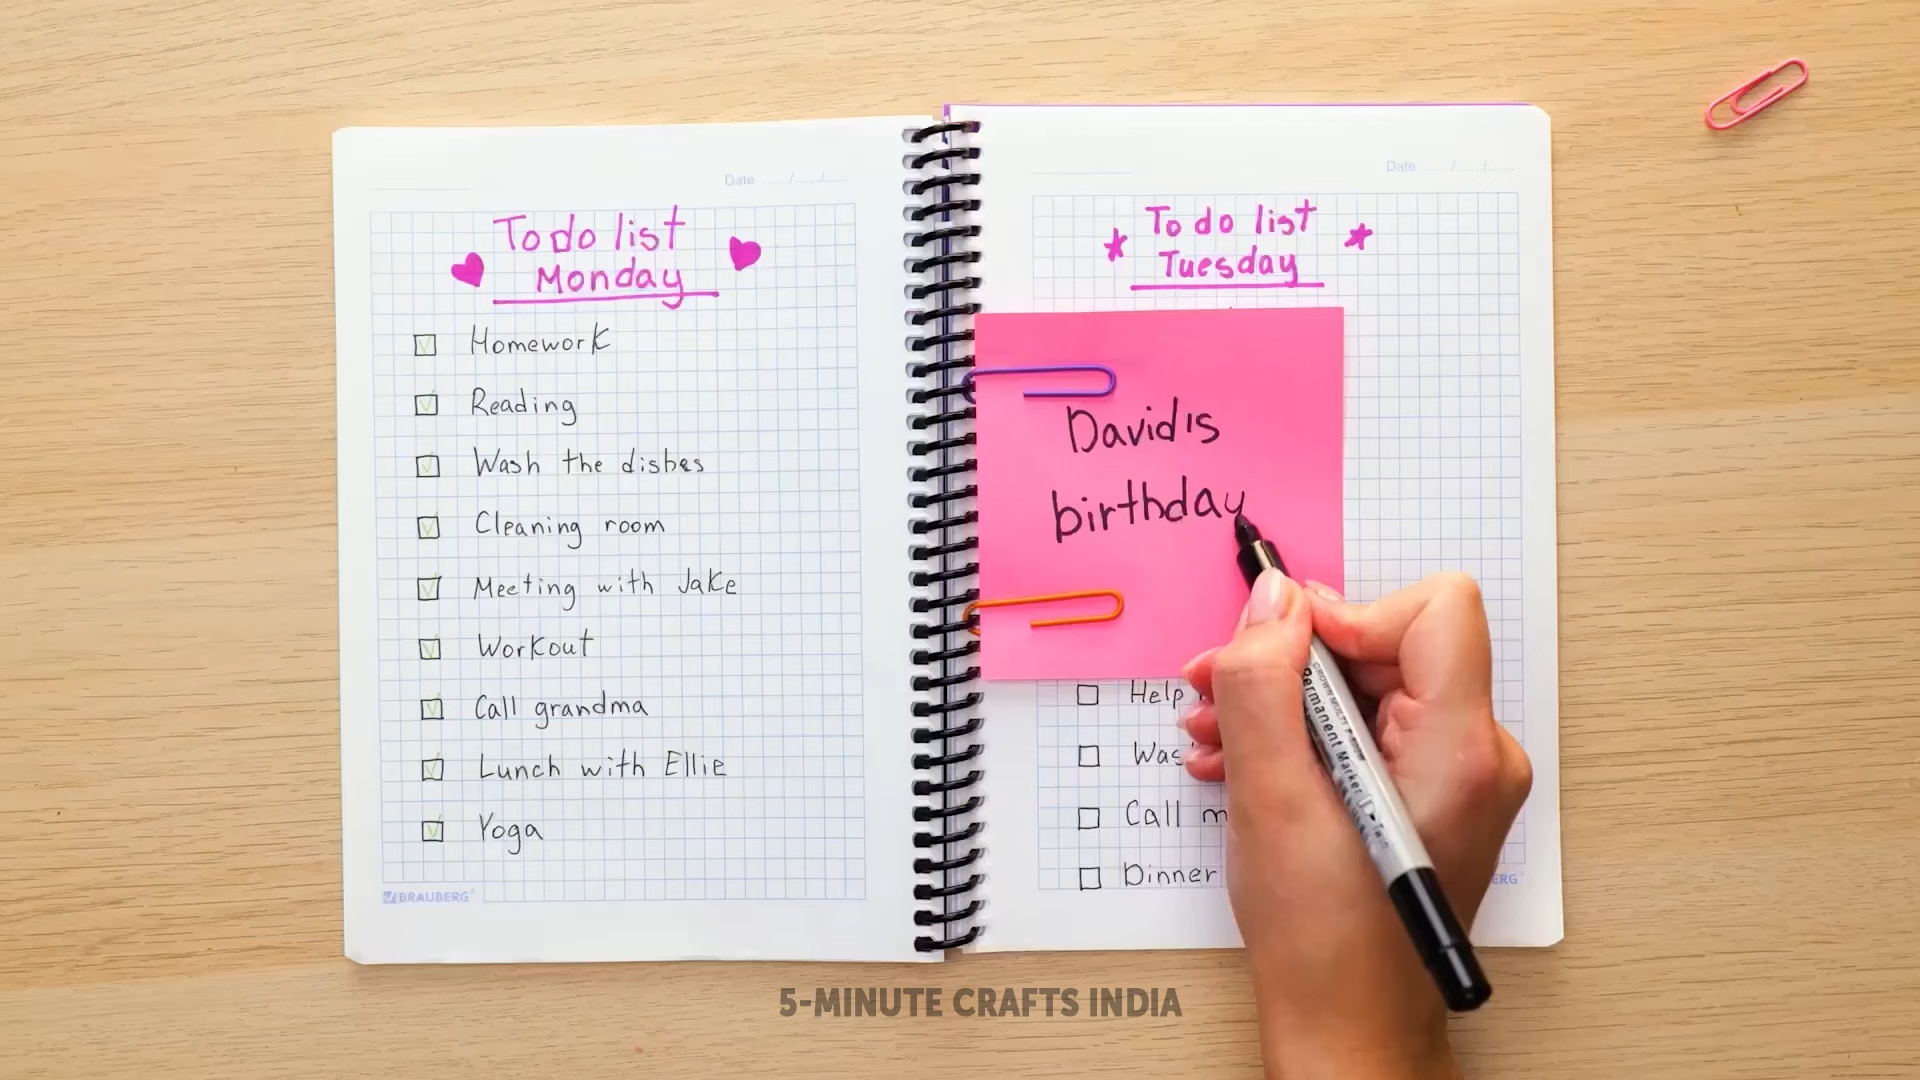 Date ....../....../......
To do list
Monday
Homework
Reading
Wash the dishes
Cleaning room
Meeting with Jake
Workout
Call grandma
Lunch with Ellie
Yoga
BRAUBERG
Date ....../....../......
To do list
Tuesday
David's
birthday
Help
Call
Dinner
Permanent Marker
Twin
5-MINUTE CRAFTS INDIA